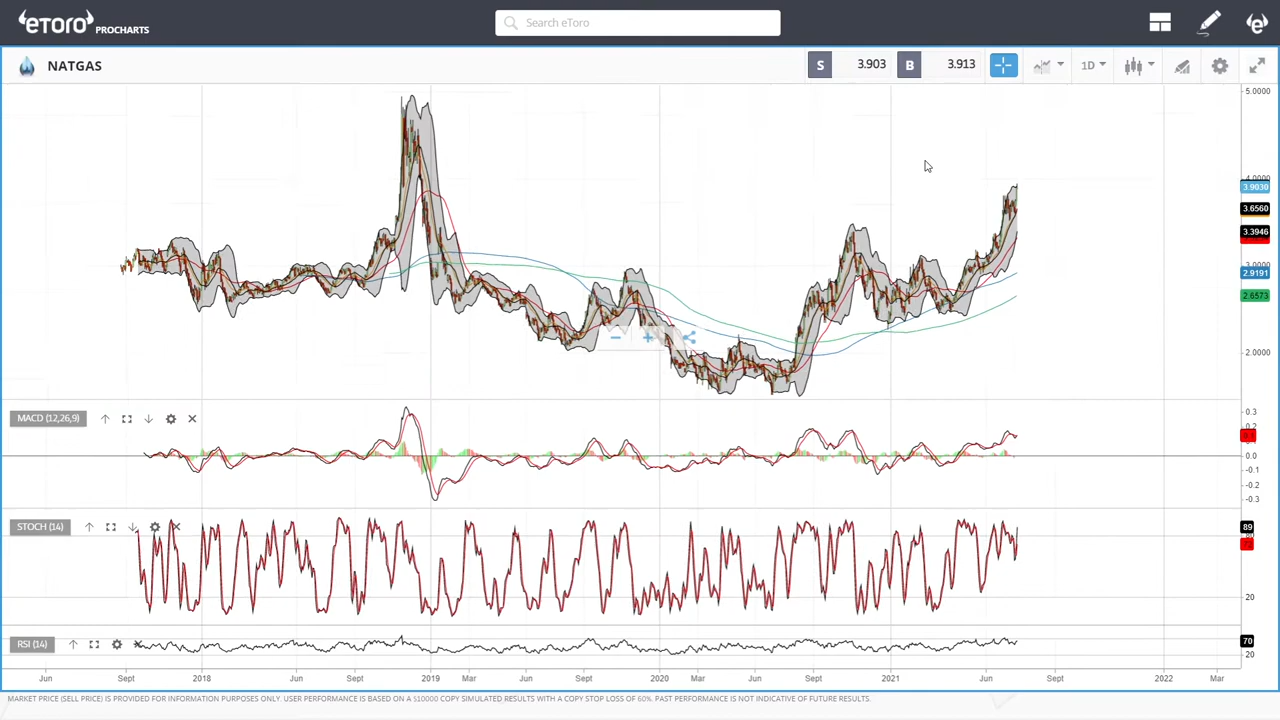 eToro PROCHARTS
Search eToro
NATGAS
S 3.903 B 3.913
1D
5.0000
4.0000
3.9030
3.6560
3.3946
3.0000
2.9191
2.6573
2.0000
MACD (12,26,9)
0.3
0.2
0.0
-0.1
-0.2
-0.3
STOCH (14)
89
20
RSI (14)
70
20
Jun Sept 2018 Jun Sept 2019 Jun Sept 2020 Mar Jun Sept 2021 Jun Sept 2022 Mar
MARKET PRICE (SELL PRICE) IS PROVIDED FOR INFORMATION PURPOSES ONLY. USER PERFORMANCE IS BASED ON A $10000 COPY SIMULATED RESULTS WITH A COPY STOP LOSS OF 60%. PAST PERFORMANCE IS NOT INDICATIVE OF FUTURE RESULTS.